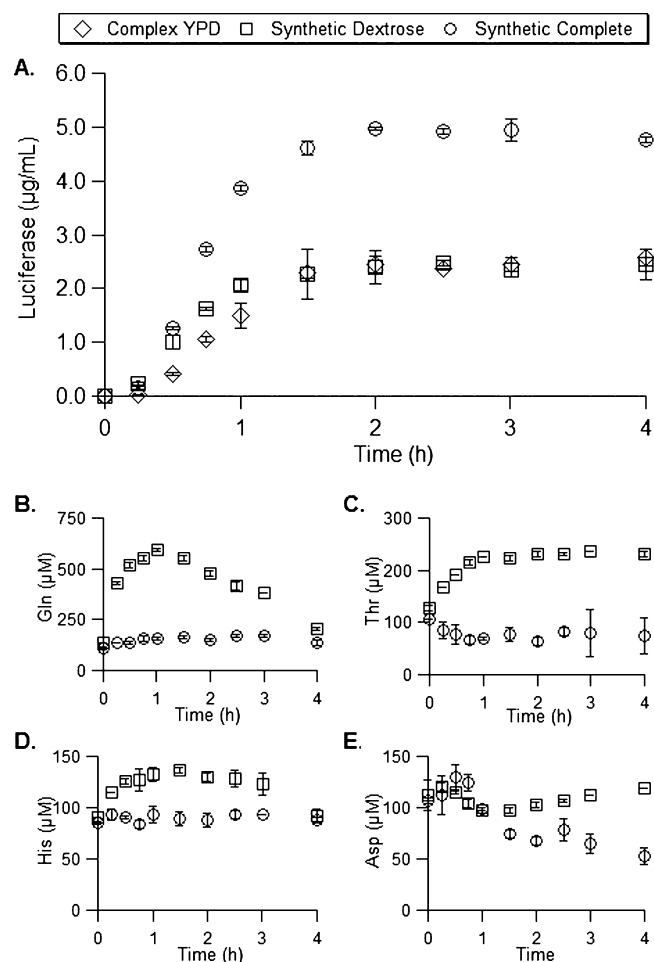 Complex YPD Synthetic Dextrose Synthetic Complete
A.
6.0
5.0
4.0
3.0
2.0
1.0
0.0
Luciferase (µg/mL)
0 1 2 3 4
Time (h)
B.
750
500
250
0
Gln (µM)
0 1 2 3 4
Time (h)
C.
300
200
100
0
Thr (µM)
0 1 2 3 4
Time (h)
D.
150
100
50
0
His (µM)
0 1 2 3 4
Time (h)
E.
150
100
50
0
Asp (µM)
0 1 2 3 4
Time